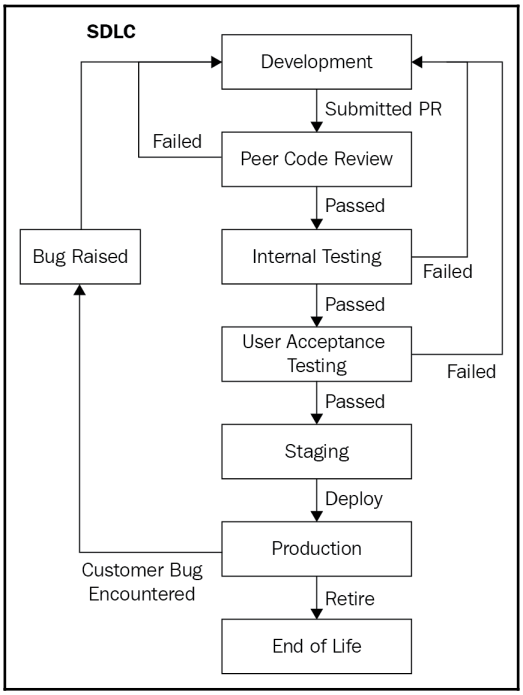 SDLC
Development
Submitted PR
Failed
Peer Code Review
Passed
Bug Raised
Internal Testing
Failed
Passed
User Acceptance
Testing
Failed
Passed
Staging
Deploy
Production
Customer Bug
Encountered
Retire
End of Life